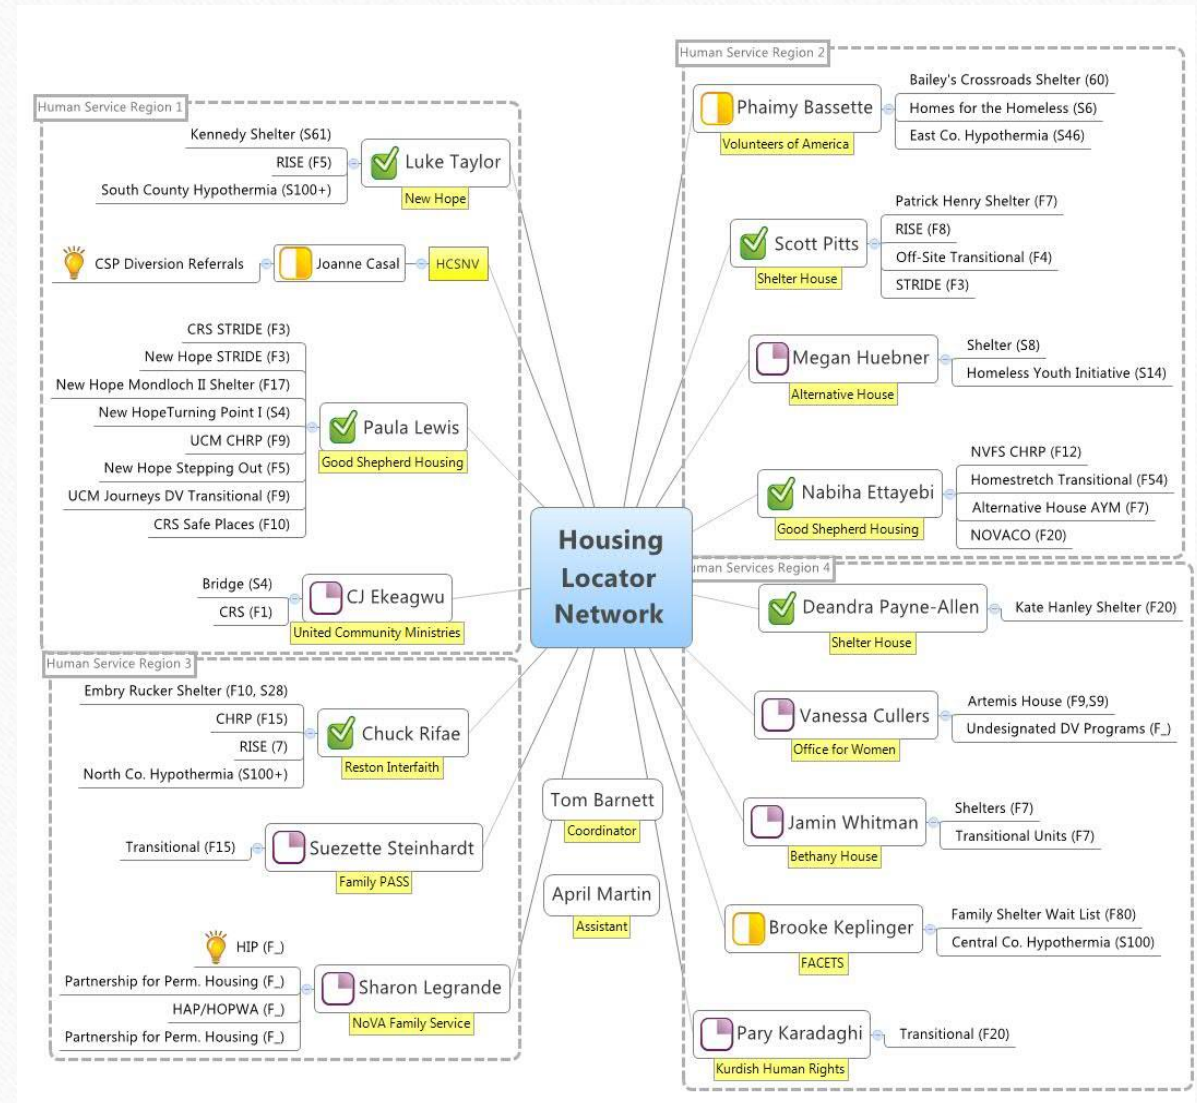 Human Service Region 1
Kennedy Shelter (S61)
RISE (F5)
South County Hypothermia (S100+)
Luke Taylor
New Hope
CSP Diversion Referrals
Joanne Casal
HCSNV
CRS STRIDE (F3)
New Hope STRIDE (F3)
New Hope Mondloch II Shelter (F17)
New HopeTurning Point I (S4)
UCM CHRP (F9)
New Hope Stepping Out (F5)
UCM Journeys DV Transitional (F9)
CRS Safe Places (F10)
Paula Lewis
Good Shepherd Housing
Bridge (S4)
CRS (F1)
CJ Ekeagwu
United Community Ministries
Human Service Region 3
Embry Rucker Shelter (F10, S28)
CHRP (F15)
RISE (7)
North Co. Hypothermia (S100+)
Chuck Rifae
Reston Interfaith
Transitional (F15)
Suezette Steinhardt
Family PASS
HIP (F_)
Partnership for Perm. Housing (F_)
HAP/HOPWA (F_)
Partnership for Perm. Housing (F_)
Sharon Legrande
NoVA Family Service
Housing
Locator
Network
Tom Barnett
Coordinator
April Martin
Assistant
Human Service Region 2
Phaimy Bassette
Volunteers of America
Bailey's Crossroads Shelter (60)
Homes for the Homeless (S6)
East Co. Hypothermia (S46)
Scott Pitts
Shelter House
Patrick Henry Shelter (F7)
RISE (F8)
Off-Site Transitional (F4)
STRIDE (F3)
Megan Huebner
Alternative House
Shelter (S8)
Homeless Youth Initiative (S14)
Nabiha Ettayebi
Good Shepherd Housing
NVFS CHRP (F12)
Homestretch Transitional (F54)
Alternative House AYM (F7)
NOVACO (F20)
uman Services Region 4
Deandra Payne-Allen
Shelter House
Kate Hanley Shelter (F20)
Vanessa Cullers
Office for Women
Artemis House (F9,S9)
Undesignated DV Programs (F_)
Jamin Whitman
Bethany House
Shelters (F7)
Transitional Units (F7)
Brooke Keplinger
FACETS
Family Shelter Wait List (F80)
Central Co. Hypothermia (S100)
Pary Karadaghi
Kurdish Human Rights
Transitional (F20)